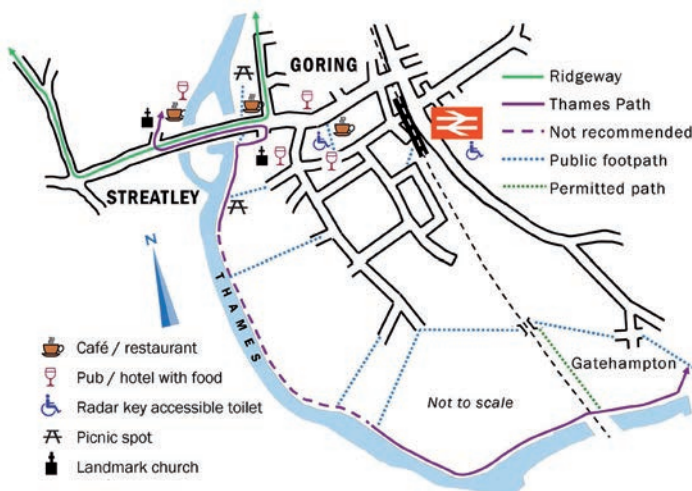 GORING
Ridgeway
Thames Path
Not recommended
Public footpath
Permitted path
STREATLEY
N
THAMES
Café / restaurant
Pub / hotel with food
Radar key accessible toilet
Picnic spot
Landmark church
Gatehampton
Not to scale